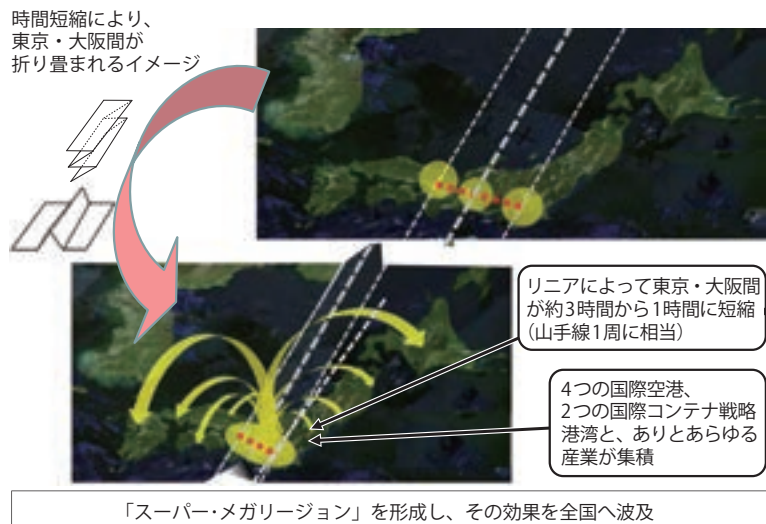 時間短縮により、
東京・大阪間が
折り畳まれるイメージ
リニアによって東京・大阪間
が約3時間から1時間に短縮
（山手線1周に相当）
4つの国際空港、
2つの国際コンテナ戦略
港湾と、ありとあらゆる
産業が集積
「スーパー・メガリージョン」を形成し、その効果を全国へ波及